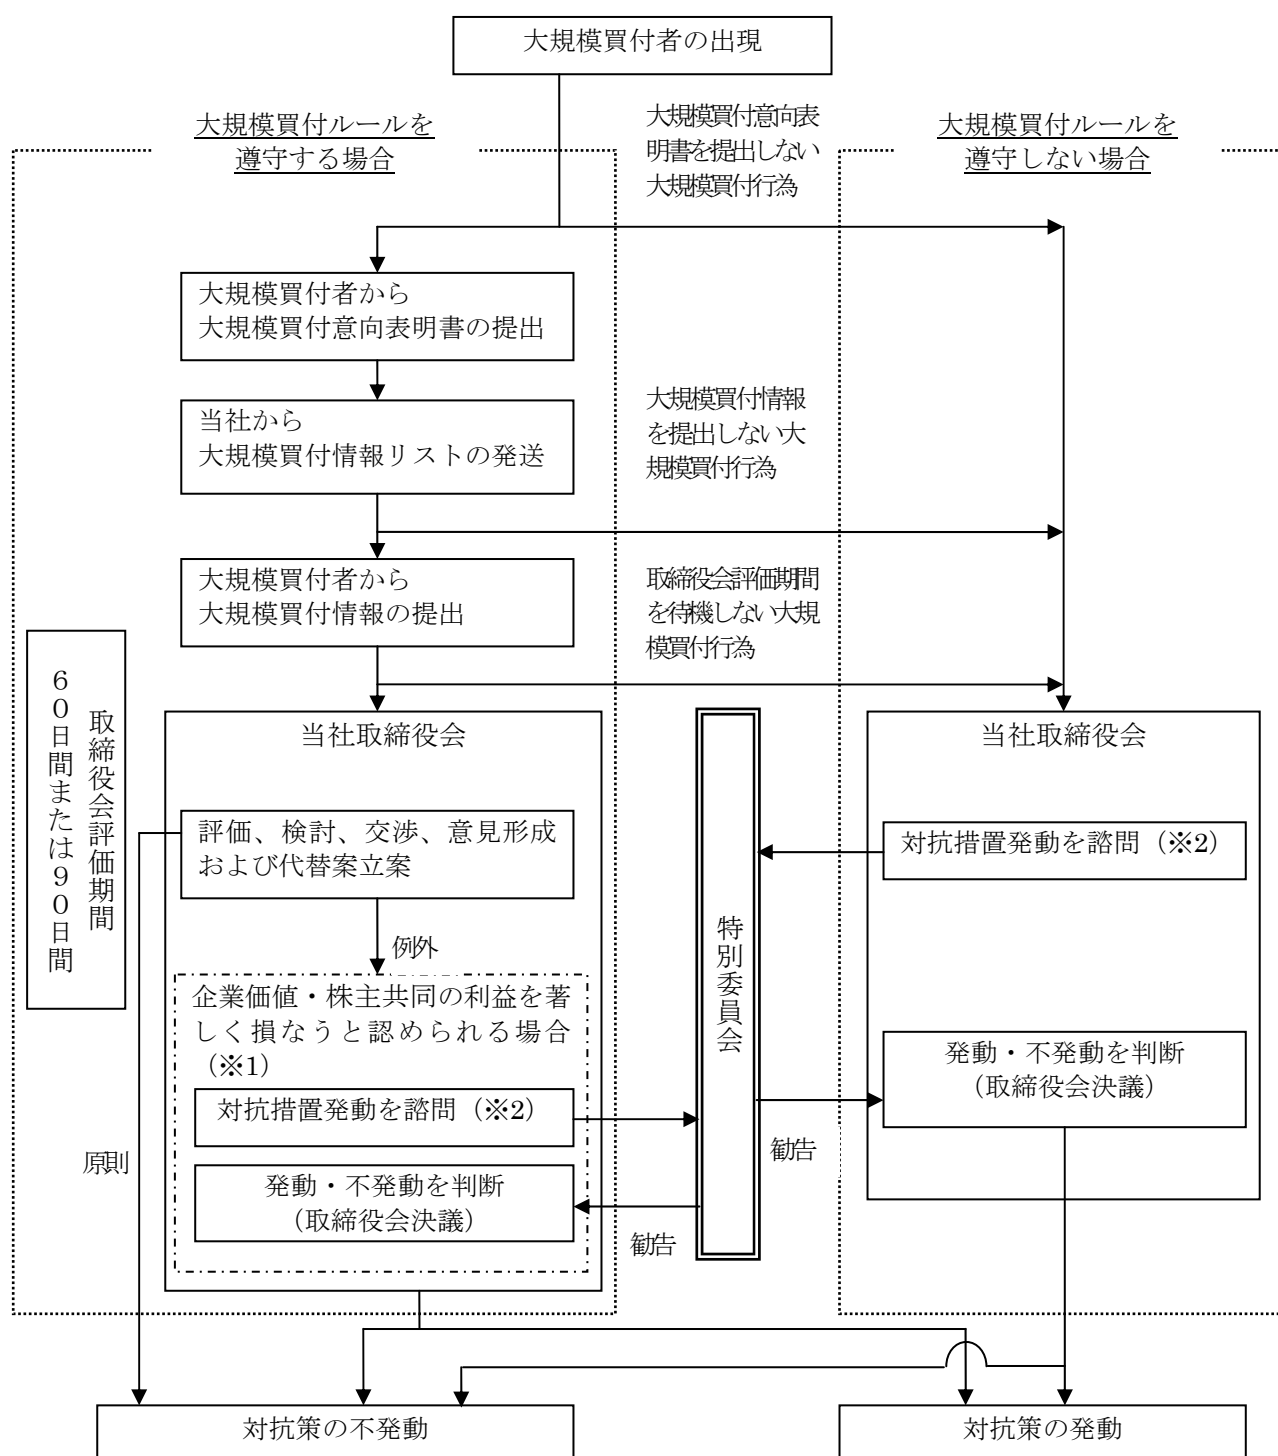 大規模買付者の出現
大規模買付ルールを
遵守する場合
大規模買付意向表
明書を提出しない
大規模買付行為
大規模買付ルールを
遵守しない場合
大規模買付者から
大規模買付意向表明書の提出
当社から
大規模買付情報リストの発送
大規模買付情報
を提出しない大
規模買付行為
大規模買付者から
大規模買付情報の提出
取締役会評価期間
を待機しない大規
模買付行為
取締役会評価期間
60日間または90日間
当社取締役会
評価、検討、交渉、意見形成
および代替案立案
例外
企業価値・株主共同の利益を著
しく損なうと認められる場合
（※1）
対抗措置発動を諮問（※2）
発動・不発動を判断
（取締役会決議）
原則
勧告
特別委員会
勧告
当社取締役会
対抗措置発動を諮問（※2）
発動・不発動を判断
（取締役会決議）
対抗策の不発動
対抗策の発動